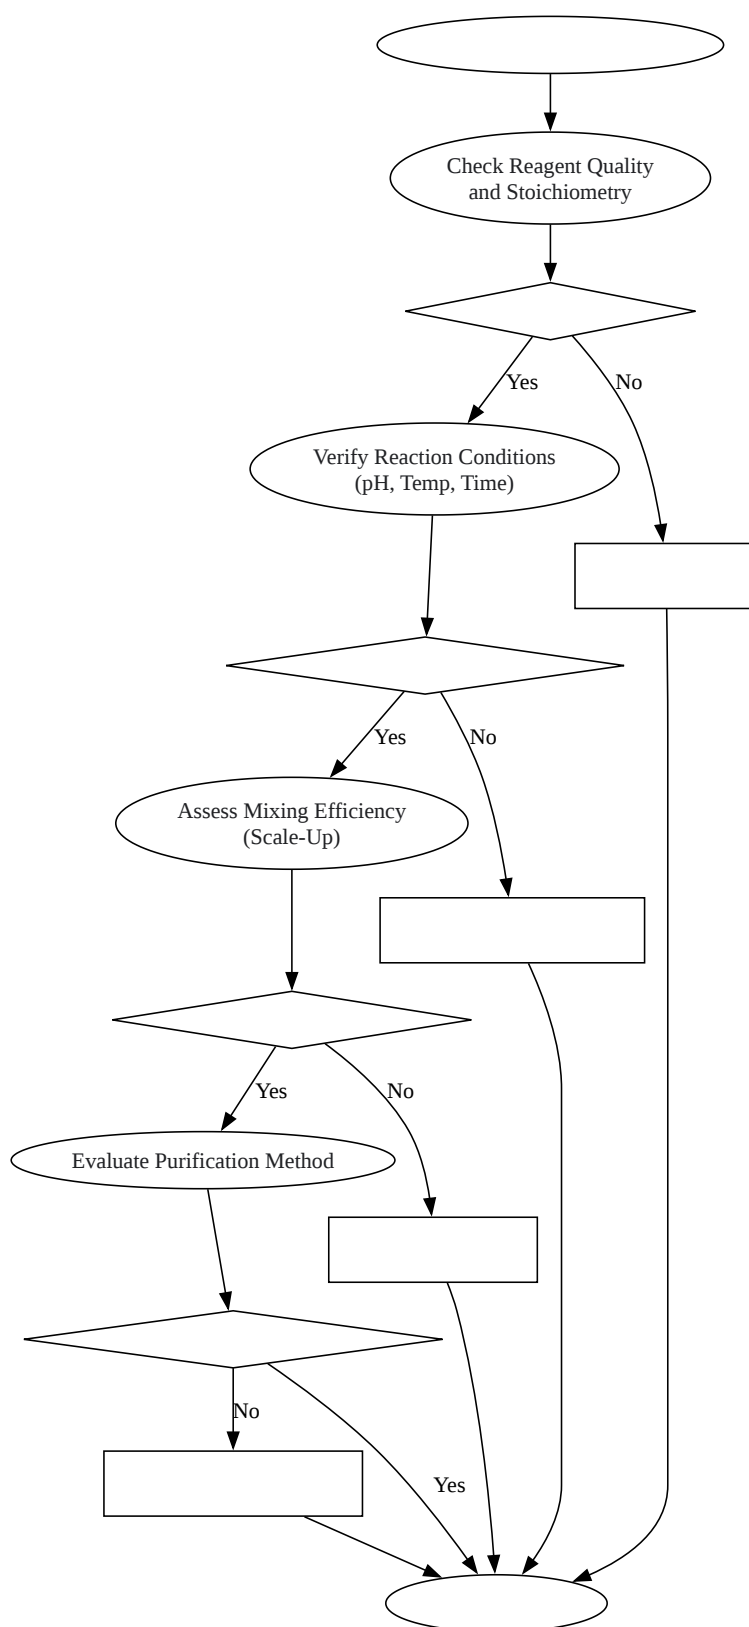 Check Reagent Quality
and Stoichiometry
Yes
No
Verify Reaction Conditions
(pH, Temp, Time)
Yes
No
Assess Mixing Efficiency
(Scale-Up)
Yes
No
Evaluate Purification Method
No
Yes